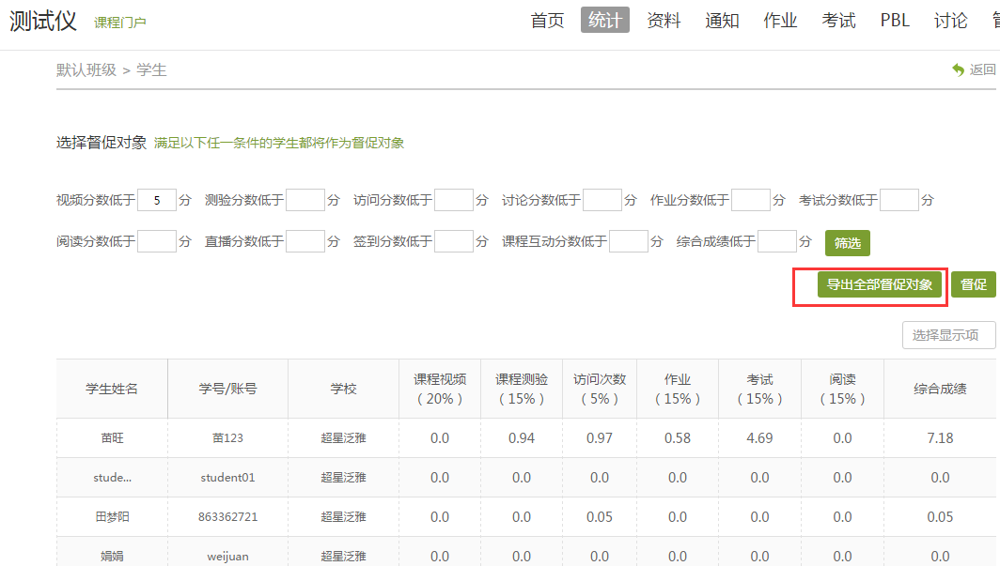 测试仪 课程门户 首页 统计 资料 通知 作业 考试 PBL 讨论
默认班级 > 学生 返回
选择督促对象 满足以下任一条件的学生都将作为督促对象
视频分数低于 5 分 测验分数低于 分 访问分数低于 分 讨论分数低于 分 作业分数低于 分 考试分数低于 分
阅读分数低于 分 直播分数低于 分 签到分数低于 分 课程互动分数低于 分 综合成绩低于 分 筛选
导出全部督促对象 督促
选择显示项
学生姓名 学号/账号 学校 课程视频（20%） 课程测验（15%） 访问次数（5%） 作业（15%） 考试（15%） 阅读（15%） 综合成绩
苗旺 苗123 超星泛雅 0.0 0.94 0.97 0.58 4.69 0.0 7.18
stude... student01 超星泛雅 0.0 0.0 0.0 0.0 0.0 0.0 0.0
田梦阳 863362721 超星泛雅 0.0 0.0 0.05 0.0 0.0 0.0 0.05
娟娟 weijuan 超星泛雅 0.0 0.0 0.0 0.0 0.0 0.0 0.0